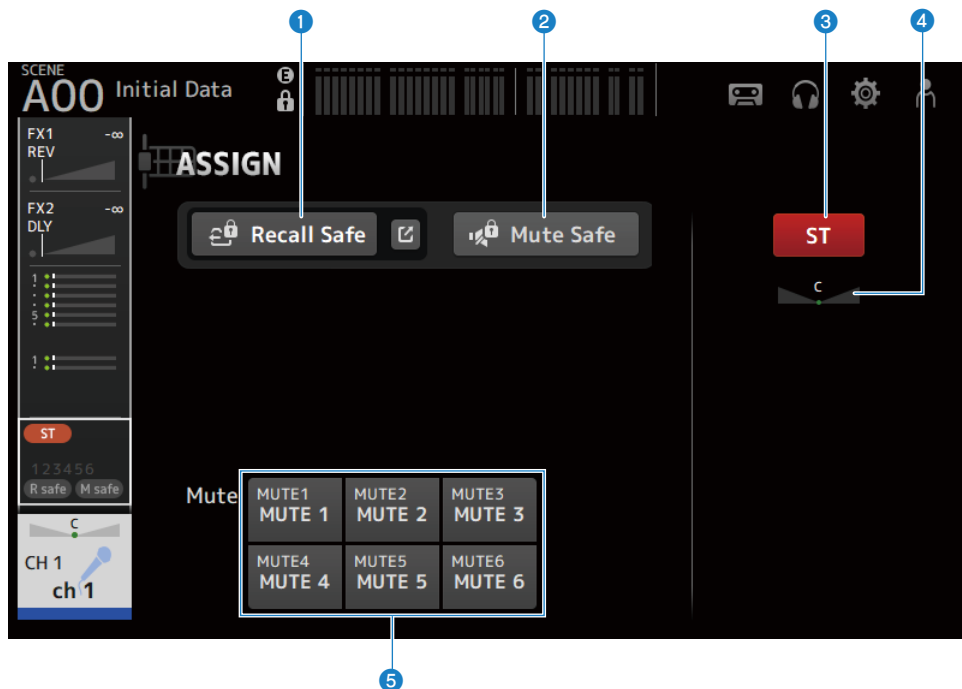 1
2
3
4
SCENE
A00 Initial Data
E
FX1 -∞
REV
FX2 -∞
DLY
1
5
1
ST
123456
R safe M safe
C
CH 1
ch 1
ASSIGN
Recall Safe
Mute Safe
ST
C
Mute
MUTE1 MUTE2 MUTE3
MUTE 1 MUTE 2 MUTE 3
MUTE4 MUTE5 MUTE6
MUTE 4 MUTE 5 MUTE 6
5